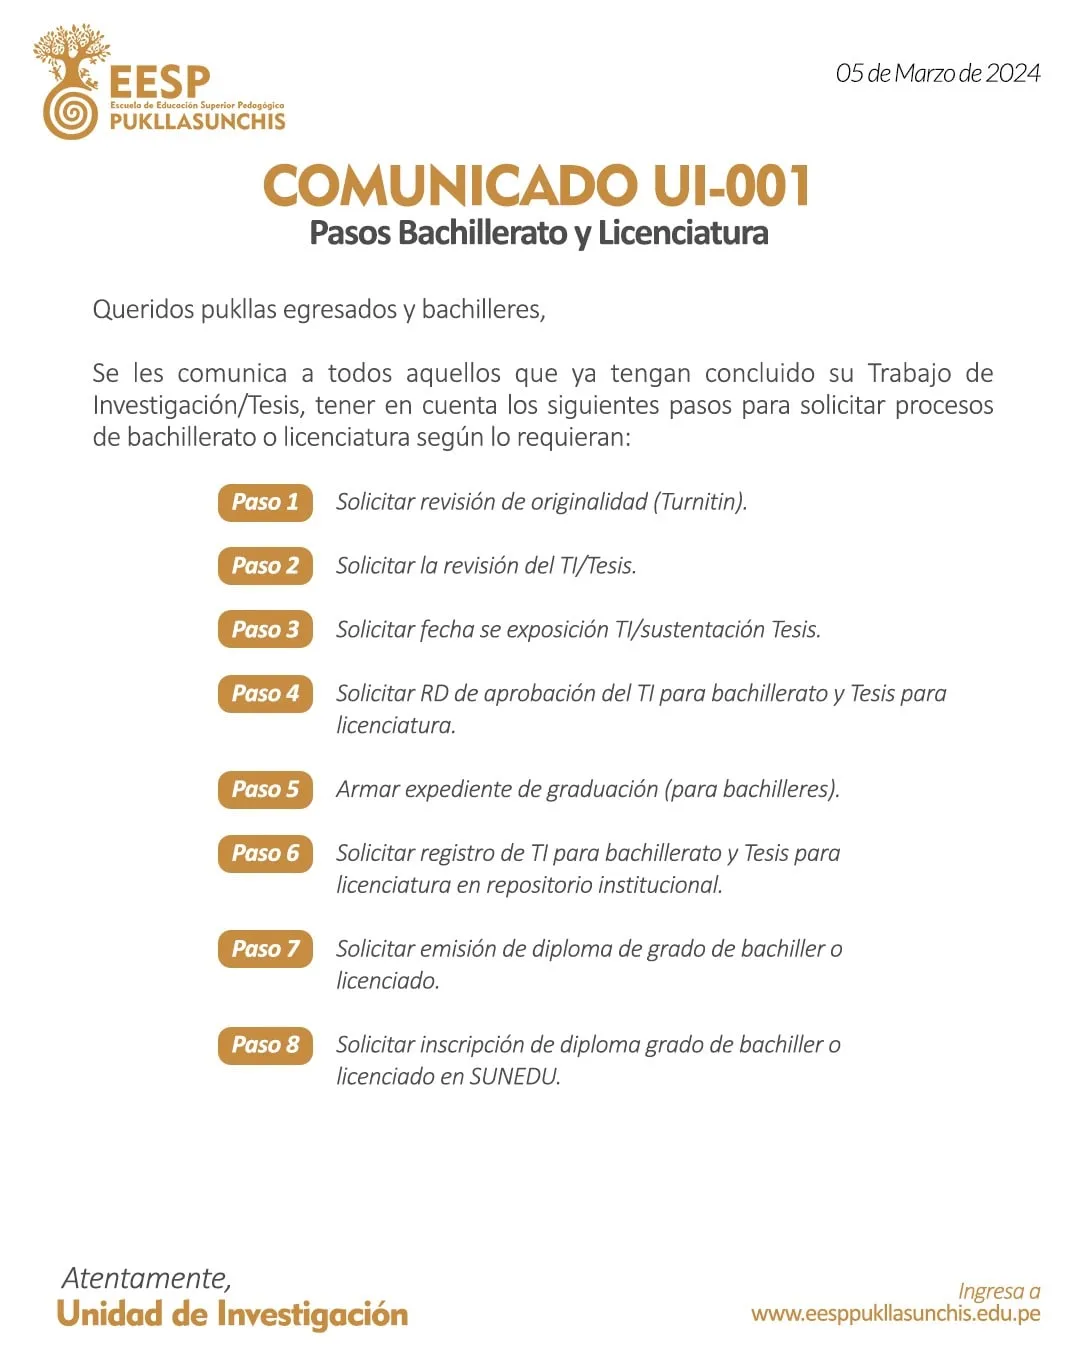 EESP
Escuela de Educación Superior Pedagógica
PUKLLASUNCHIS
05 de Marzo de 2024
COMUNICADO UI-001
Pasos Bachillerato y Licenciatura
Queridos pukllas egresados y bachilleres,
Se les comunica a todos aquellos que ya tengan concluido su Trabajo de
Investigación/Tesis, tener en cuenta los siguientes pasos para solicitar procesos
de bachillerato o licenciatura según lo requieran:
Paso 1 Solicitar revisión de originalidad (Turnitin).
Paso 2 Solicitar la revisión del TI/Tesis.
Paso 3 Solicitar fecha se exposición TI/sustentación Tesis.
Paso 4 Solicitar RD de aprobación del TI para bachillerato y Tesis para
licenciatura.
Paso 5 Armar expediente de graduación (para bachilleres).
Paso 6 Solicitar registro de TI para bachillerato y Tesis para
licenciatura en repositorio institucional.
Paso 7 Solicitar emisión de diploma de grado de bachiller o
licenciado.
Paso 8 Solicitar inscripción de diploma grado de bachiller o
licenciado en SUNEDU.
Atentamente,
Unidad de Investigación
Ingresa a
www.eesppukllasunchis.edu.pe